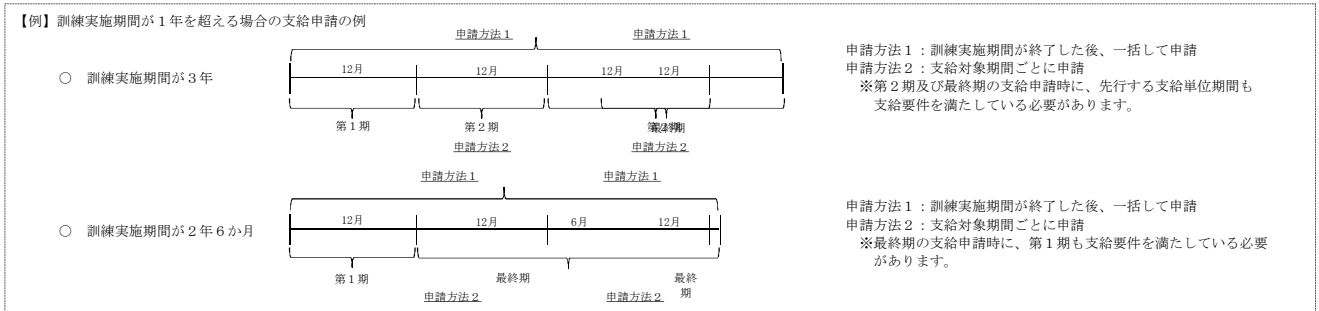 【例】訓練実施期間が１年を超える場合の支給申請の例
申請方法１ 申請方法１
○ 訓練実施期間が３年
12月 12月 12月 12月
第１期 第２期 最終期
申請方法２ 申請方法２
申請方法１：訓練実施期間が終了した後、一括して申請
申請方法２：支給対象期間ごとに申請
※第２期及び最終期の支給申請時に、先行する支給単位期間も
支給要件を満たしている必要があります。
申請方法１ 申請方法１
○ 訓練実施期間が２年６か月
12月 12月 6月 12月
第１期 最終期 最終
期
申請方法２ 申請方法２
申請方法１：訓練実施期間が終了した後、一括して申請
申請方法２：支給対象期間ごとに申請
※最終期の支給申請時に、第１期も支給要件を満たしている必要
があります。